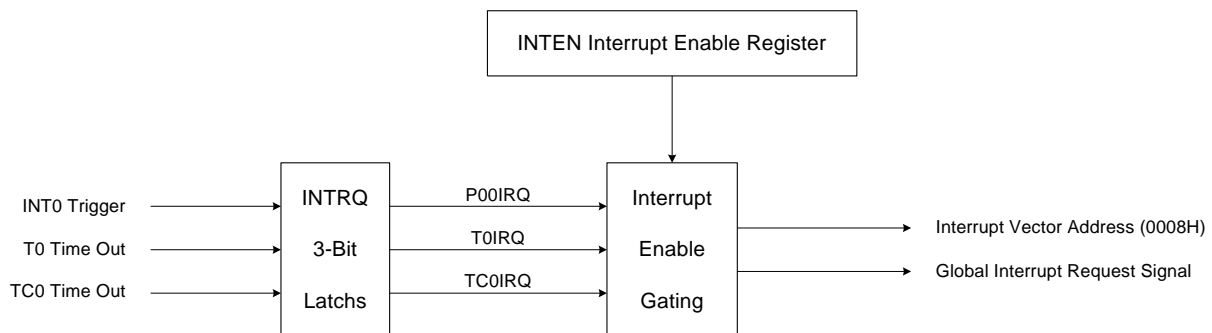 INTEN Interrupt Enable Register
INT0 Trigger
T0 Time Out
TC0 Time Out
INTRQ
3-Bit
Latchs
P00IRQ
T0IRQ
TC0IRQ
Interrupt
Enable
Gating
Interrupt Vector Address (0008H)
Global Interrupt Request Signal